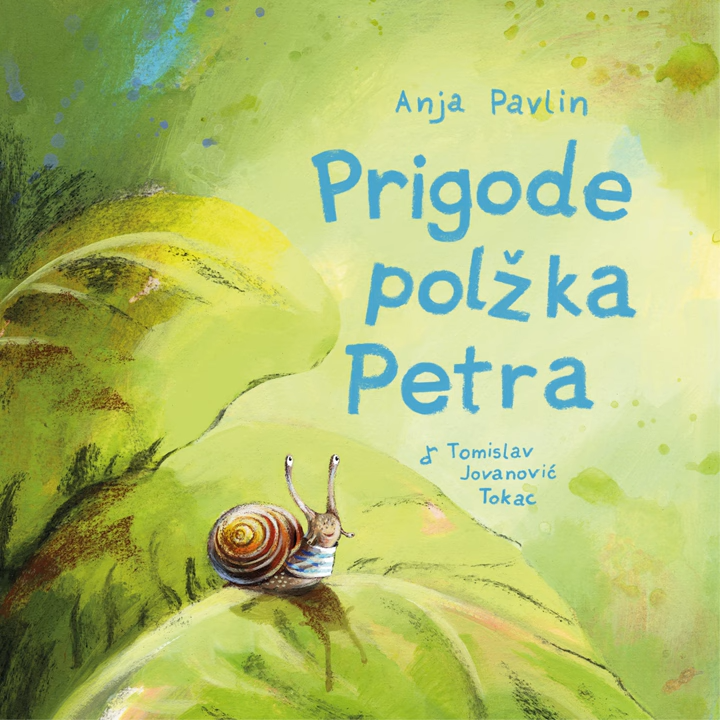 Anja Pavlin
Prigode
polžka
Petra
♪ Tomislav
Jovanović
Tokac